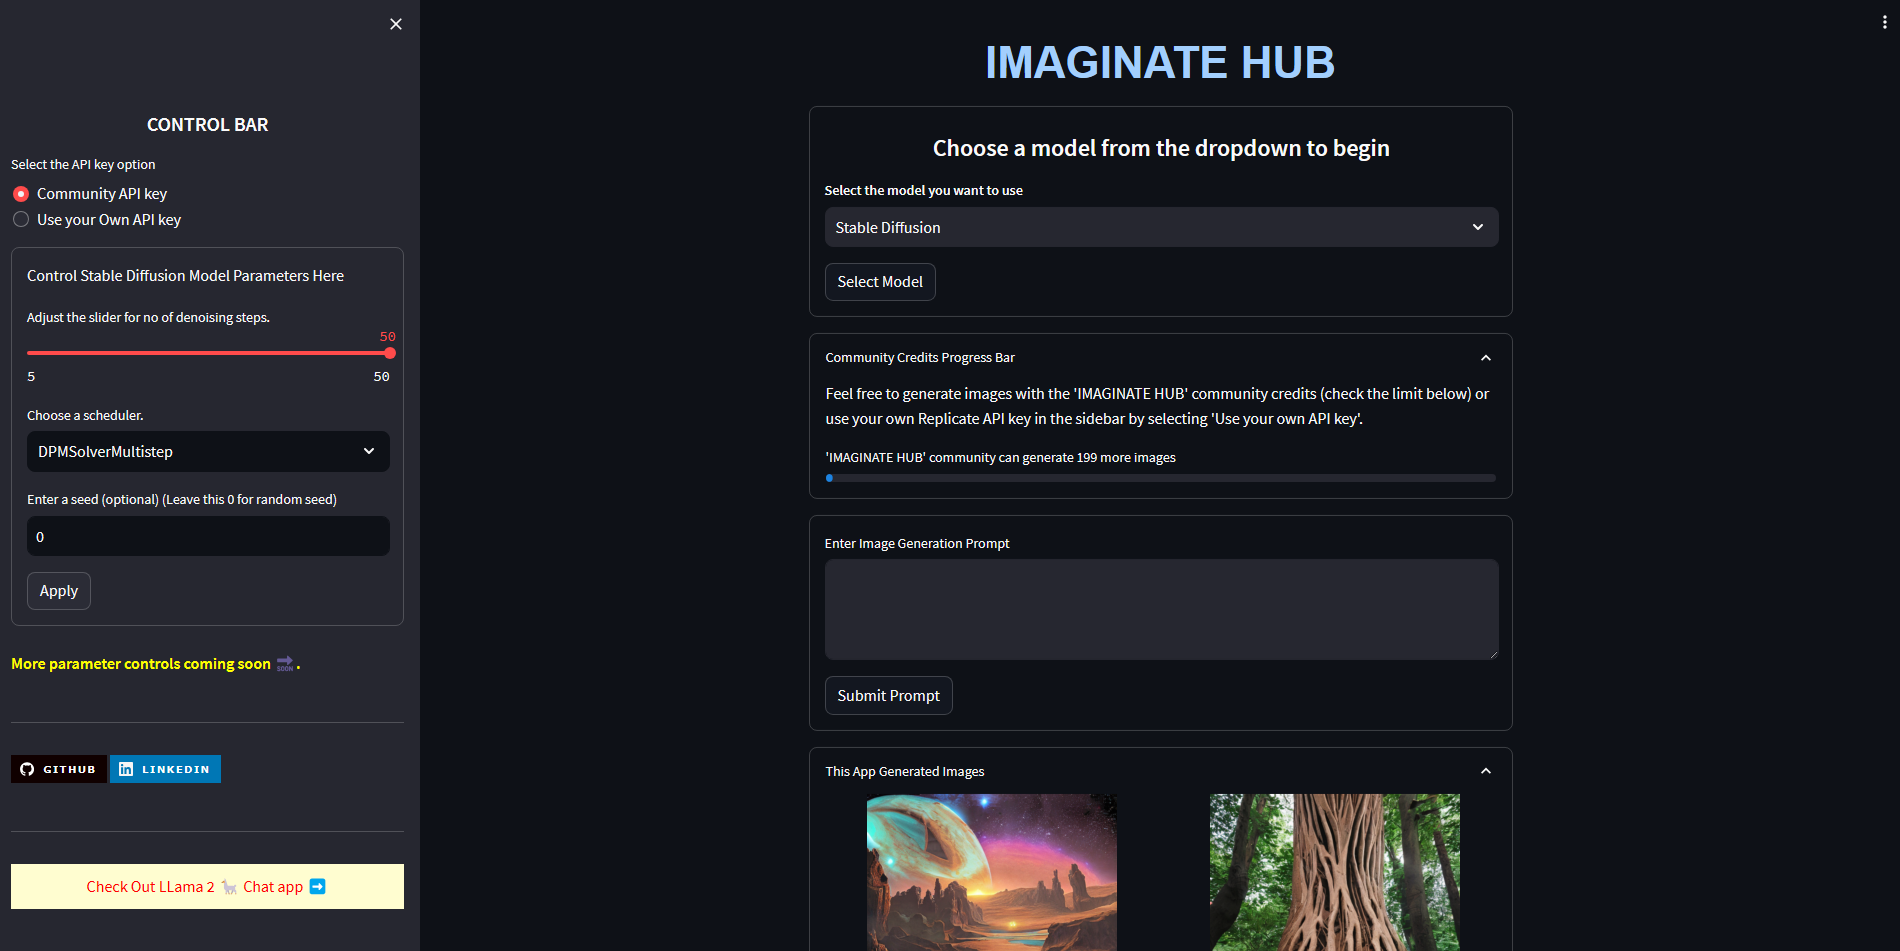 CONTROL BAR
Select the API key option
Community API key
Use your Own API key
Control Stable Diffusion Model Parameters Here
Adjust the slider for no of denoising steps.
50
5 50
Choose a scheduler.
DPMSolverMultistep
Enter a seed (optional) (Leave this 0 for random seed)
0
Apply
More parameter controls coming soon SOON .
GITHUB LINKEDIN
Check Out LLama 2 Chat app
IMAGINATE HUB
Choose a model from the dropdown to begin
Select the model you want to use
Stable Diffusion
Select Model
Community Credits Progress Bar
Feel free to generate images with the 'IMAGINATE HUB' community credits (check the limit below) or
use your own Replicate API key in the sidebar by selecting 'Use your own API key'.
'IMAGINATE HUB' community can generate 199 more images
Enter Image Generation Prompt
Submit Prompt
This App Generated Images